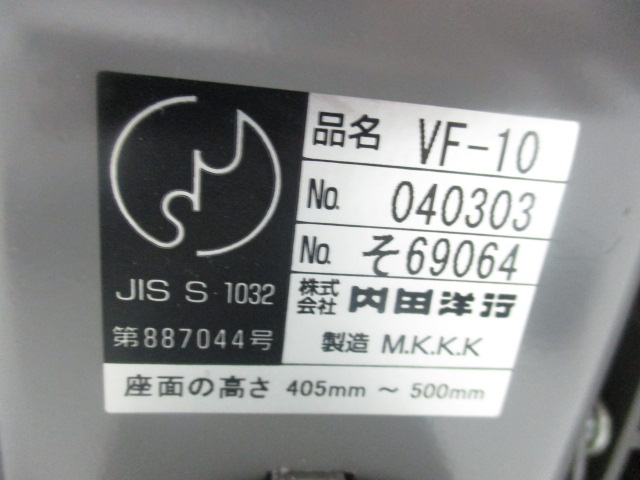 品名 VF-10
No. 040303
No. そ69064
株式会社 内田洋行
製造 M.K.K.K
JIS S 1032
第887044号
座面の高さ 405mm 〜 500mm